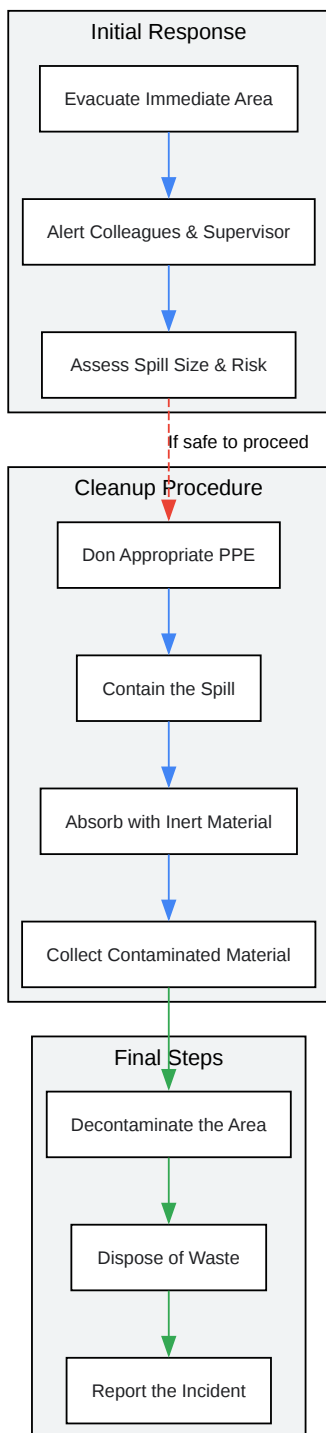 Initial Response
Evacuate Immediate Area
Alert Colleagues & Supervisor
Assess Spill Size & Risk
If safe to proceed
Cleanup Procedure
Don Appropriate PPE
Contain the Spill
Absorb with Inert Material
Collect Contaminated Material
Final Steps
Decontaminate the Area
Dispose of Waste
Report the Incident